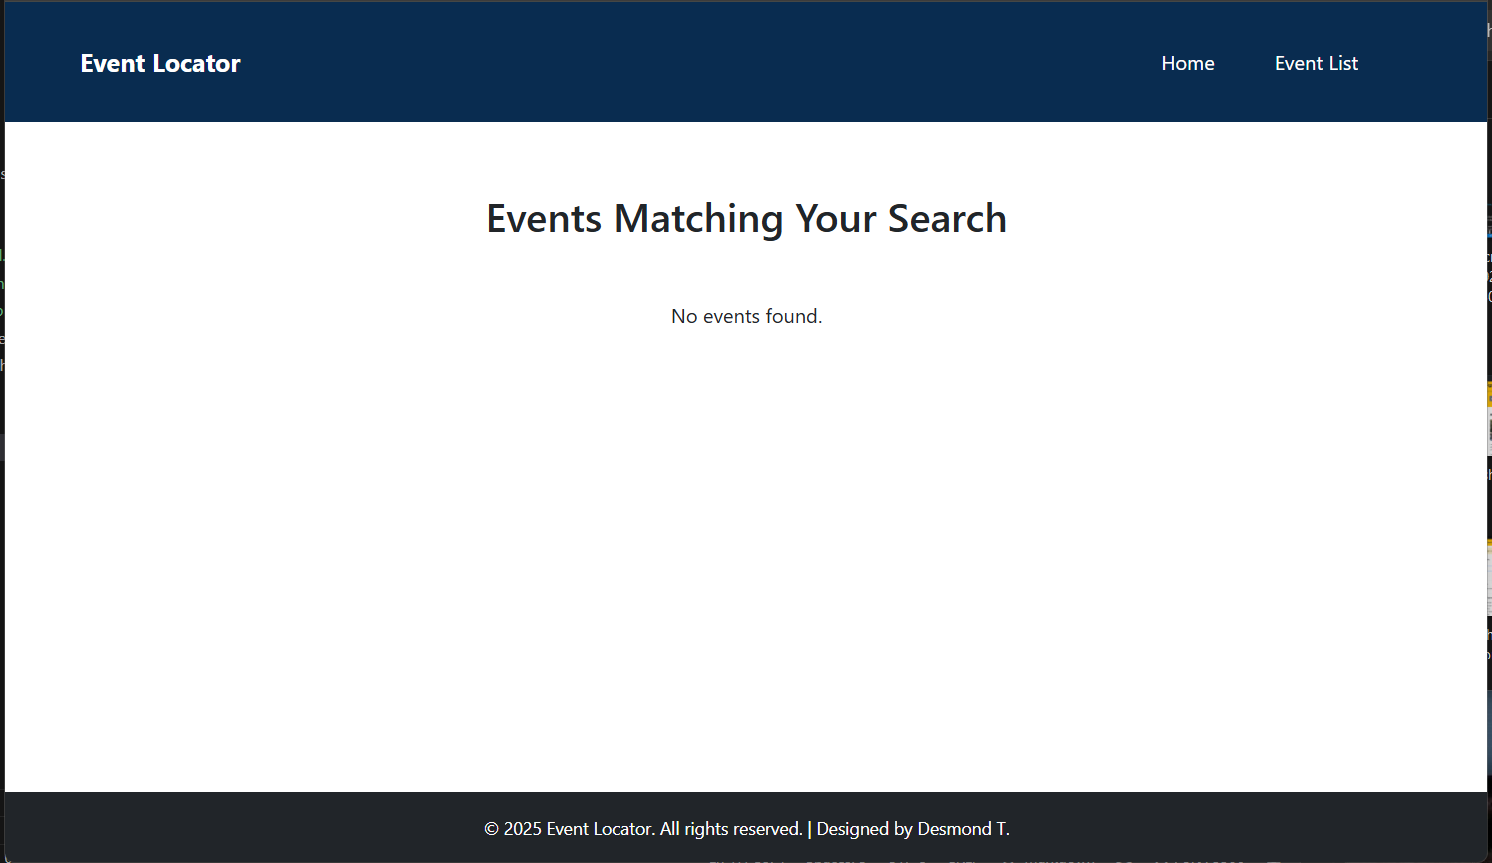 Event Locator
Home
Event List
Events Matching Your Search
No events found.
© 2025 Event Locator. All rights reserved. | Designed by Desmond T.